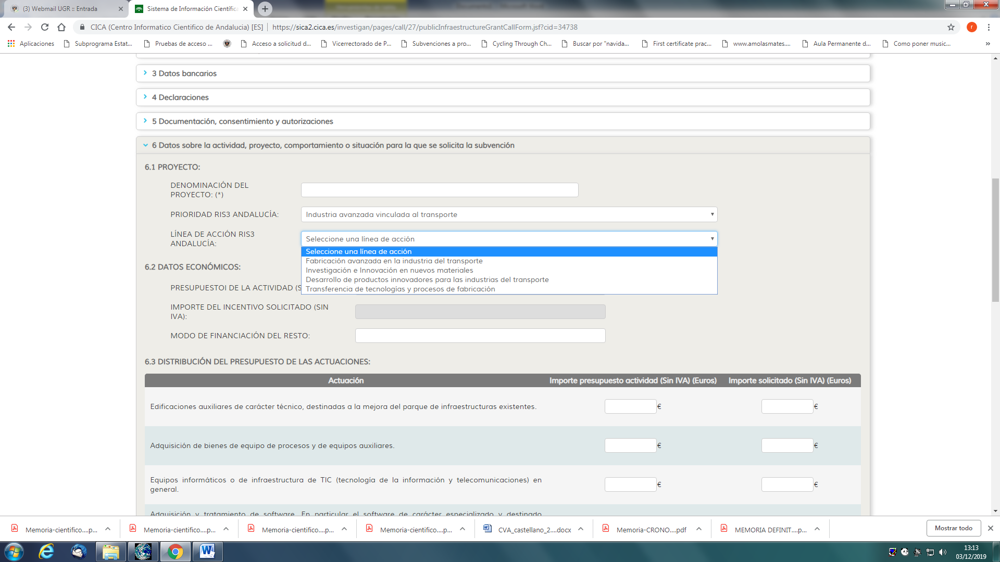 (3) Webmail UGR :: Entrada
Sistema de Información Científica
CICA (Centro Informatico Cientifico de Andalucia) [ES] | https://sica2.cica.es/investigan/pages/call/27/publicInfraestructureGrantCallForm.jsf?cid=34738
r
Aplicaciones
Subprograma Estat...
Pruebas de acceso ...
Acceso a solicitud d...
Vicerrectorado de P...
Subvenciones a pro...
Cycling Through Ch...
Buscar por "navida...
First certificate prac...
www.amolasmates....
Aula Permanente d...
Como poner music...
»
3 Datos bancarios
4 Declaraciones
5 Documentación, consentimiento y autorizaciones
6 Datos sobre la actividad, proyecto, comportamiento o situación para la que se solicita la subvención
6.1 PROYECTO:
DENOMINACIÓN DEL
PROYECTO: (*)
PRIORIDAD RIS3 ANDALUCÍA:
Industria avanzada vinculada al transporte
LÍNEA DE ACCIÓN RIS3
ANDALUCÍA:
Seleccione una línea de acción
Seleccione una línea de acción
Fabricación avanzada en la industria del transporte
Investigación e Innovación en nuevos materiales
Desarrollo de productos innovadores para las industrias del transporte
Transferencia de tecnologías y procesos de fabricación
6.2 DATOS ECONÓMICOS:
PRESUPUESTOI DE LA ACTIVIDAD (S
IMPORTE DEL INCENTIVO SOLICITADO (SIN
IVA):
MODO DE FINANCIACIÓN DEL RESTO:
6.3 DISTRIBUCIÓN DEL PRESUPUESTO DE LAS ACTUACIONES:
Actuación
Importe presupuesto actividad (Sin IVA) (Euros)
Importe solicitado (Sin IVA) (Euros)
Edificaciones auxiliares de carácter técnico, destinadas a la mejora del parque de infraestructuras existentes.
€
€
Adquisición de bienes de equipo de procesos y de equipos auxiliares.
€
€
Equipos informáticos o de infraestructura de TIC (tecnología de la información y telecomunicaciones) en
general.
€
€
Adquisición y tratamiento de software. En particular el software de carácter especializado y destinado
Memoria-cientifico....p...
Memoria-cientifico....p...
Memoria-cientifico....p...
Memoria-cientifico....p...
CVA_castellano_2....docx
Memoria-CRONO....pdf
MEMORIA DEFINIT....p...
Mostrar todo
13:13
03/12/2019